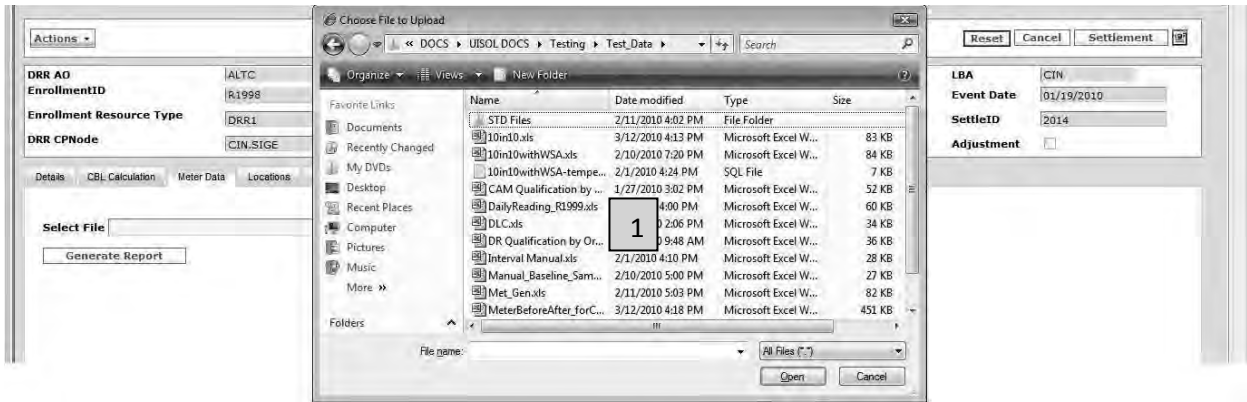 Choose File to Upload
« DOCS ▸ UISOL DOCS ▸ Testing ▸ Test_Data ▸
Search
Organize
Views
New Folder
Actions
Reset
Cancel
Settlement
DRR AO
ALTC
EnrollmentID
R1998
Enrollment Resource Type
DRR1
DRR CPNode
CIN.SIGE
LBA
CIN
Event Date
01/19/2010
SettleID
2014
Adjustment
Details
CBL Calculation
Meter Data
Locations
Select File
Generate Report
Favorite Links
Documents
Recently Changed
My DVDs
Desktop
Recent Places
Computer
Pictures
Music
More »
Folders
Name Date modified Type Size
STD Files 2/11/2010 4:02 PM File Folder
10in10.xls 3/12/2010 4:13 PM Microsoft Excel W... 83 KB
10in10withWSA.xls 2/10/2010 7:20 PM Microsoft Excel W... 84 KB
10in10withWSA-tempe... 2/1/2010 4:24 PM SQL File 7 KB
CAM Qualification by ... 1/27/2010 3:02 PM Microsoft Excel W... 52 KB
DailyReading_R1999.xls 4:00 PM Microsoft Excel W... 60 KB
DLC.xls 0 2:06 PM Microsoft Excel W... 34 KB
DR Qualification by Or... 0 9:48 AM Microsoft Excel W... 36 KB
Interval Manual.xls 2/1/2010 4:10 PM Microsoft Excel W... 28 KB
Manual_Baseline_Sam... 2/10/2010 5:00 PM Microsoft Excel W... 27 KB
Met_Gen.xls 2/11/2010 5:03 PM Microsoft Excel W... 82 KB
MeterBeforeAfter_forC... 3/12/2010 4:18 PM Microsoft Excel W... 451 KB
1
File name:
All Files (*.*)
Open
Cancel